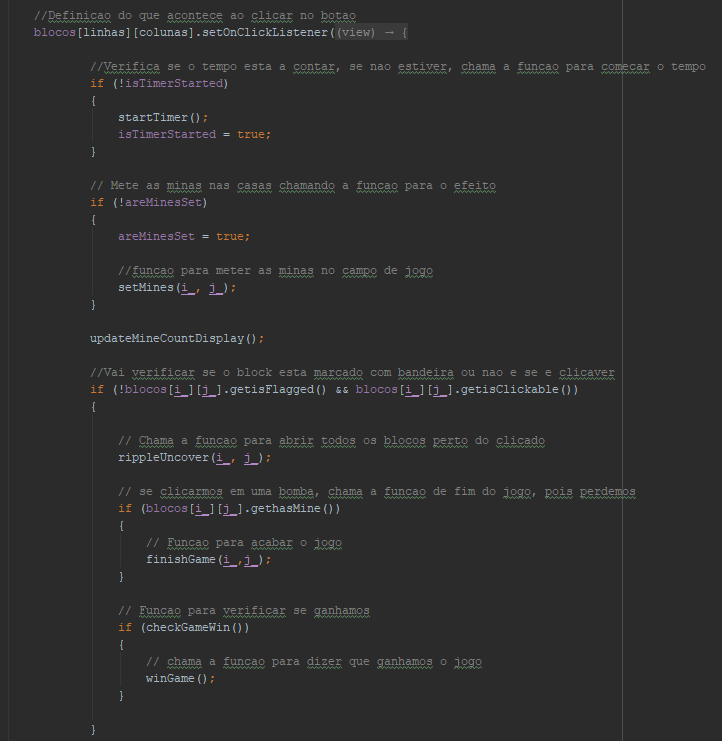 //Definicao do que acontece ao clicar no botao
blocos[linhas][colunas].setOnClickListener((view) → {
//Verifica se o tempo esta a contar, se nao estiver, chama a funcao para comecar o tempo
if (!isTimerStarted)
{
startTimer();
isTimerStarted = true;
}
// Mete as minas nas casas chamando a funcao para o efeito
if (!areMinesSet)
{
areMinesSet = true;
//funcao para meter as minas no campo de jogo
setMines(i_, j_);
}
updateMineCountDisplay();
//Vai verificar se o block esta marcado com bandeira ou nao e se e clicaver
if (!blocos[i_][j_].getisFlagged() && blocos[i_][j_].getisClickable())
{
// Chama a funcao para abrir todos os blocos perto do clicado
rippleUncover(i_, j_);
// se clicarmos em uma bomba, chama a funcao de fim do jogo, pois perdemos
if (blocos[i_][j_].gethasMine())
{
// Funcao para acabar o jogo
finishGame(i_,j_);
}
// Funcao para verificar se ganhamos
if (checkGameWin())
{
// chama a funcao para dizer que ganhamos o jogo
winGame();
}
}